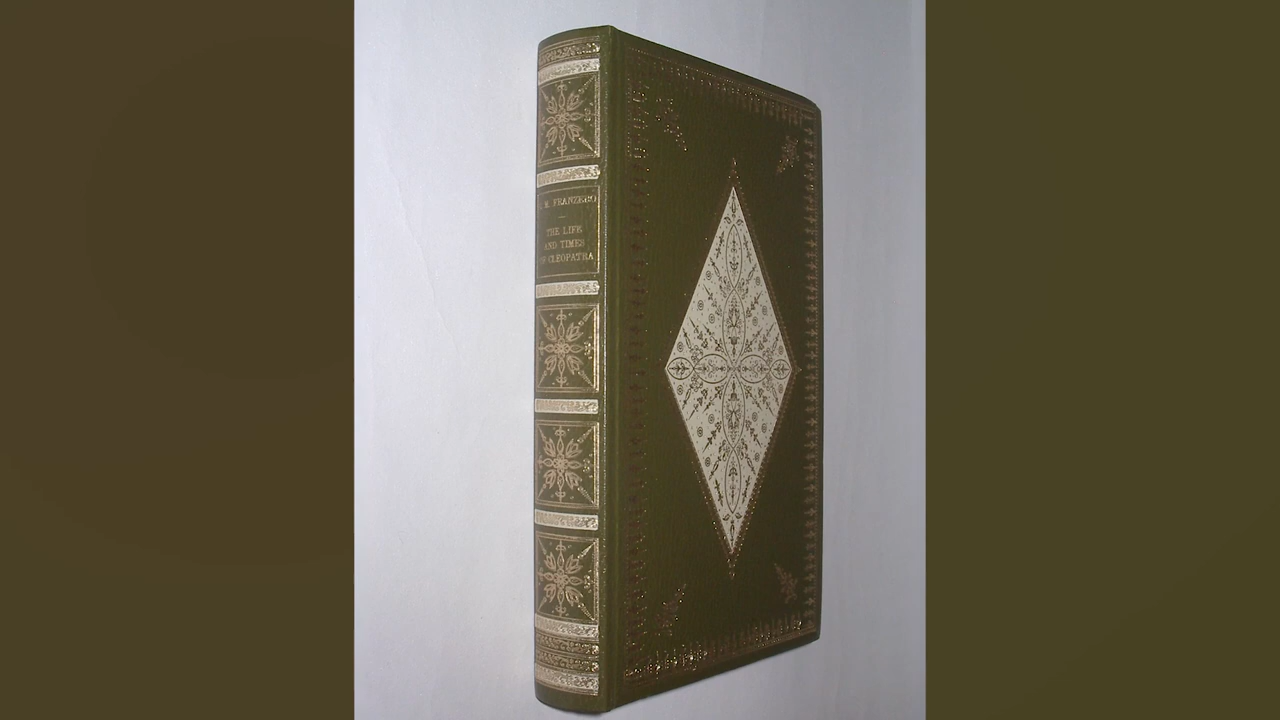 M. FRANZERO
THE LIFE
AND TIMES
OF CLEOPATRA